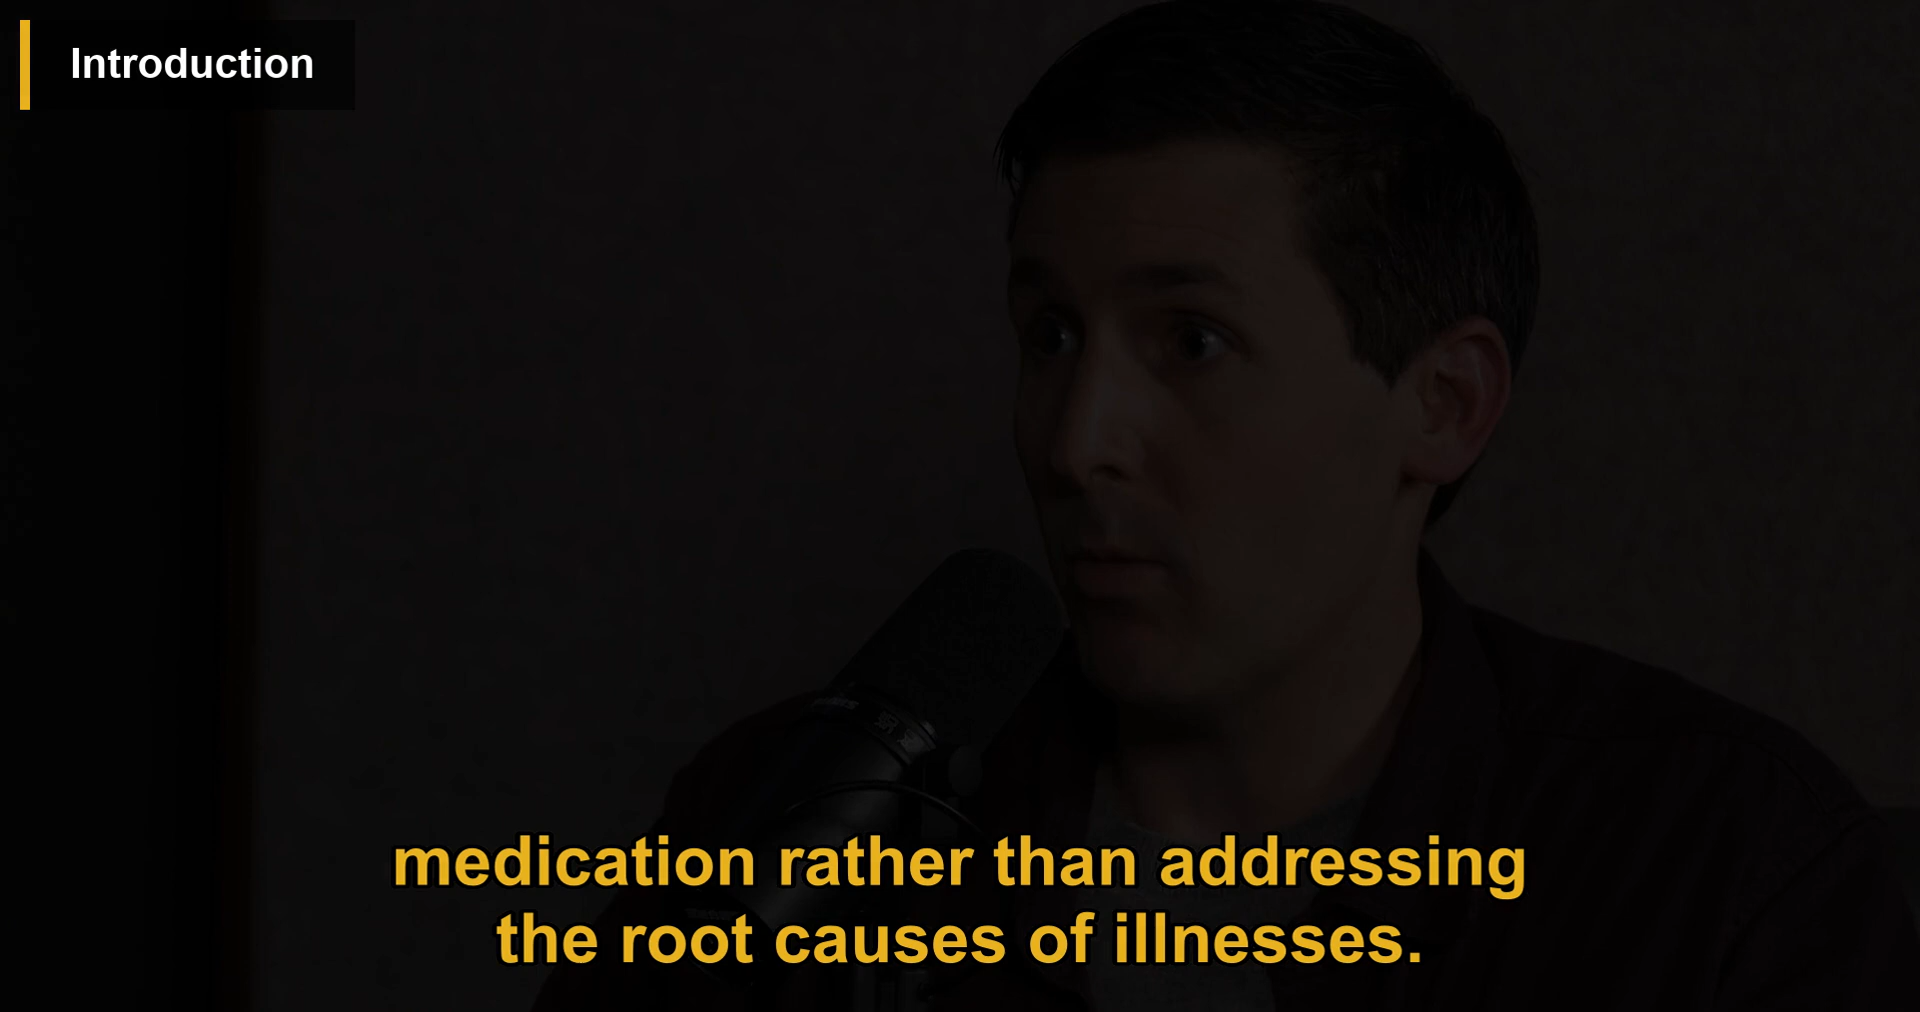 Introduction
medication rather than addressing
the root causes of illnesses.